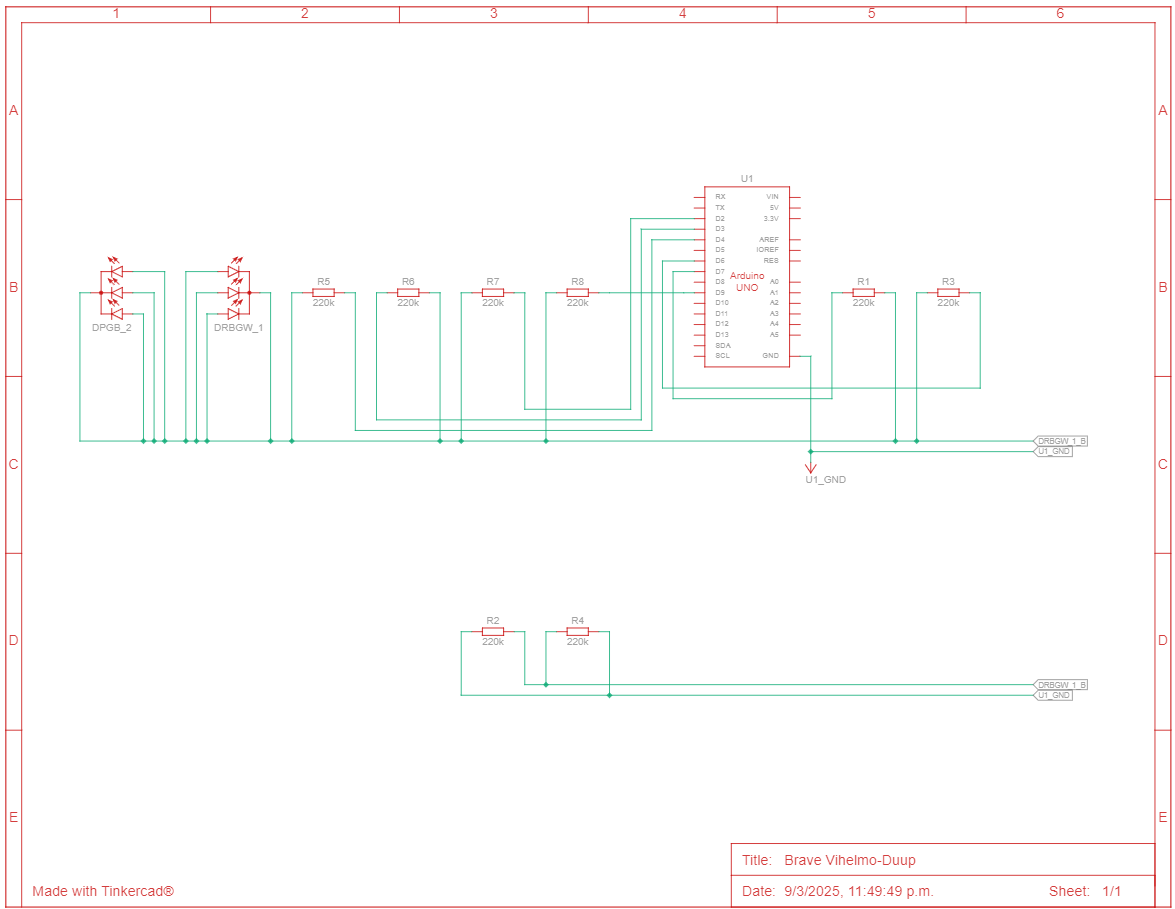 1 2 3 4 5 6
A A
U1
RX VIN
TX 5V
D2 3.3V
D3
D4 AREF
D5 IOREF
D6 RES
D7
Arduino
UNO
D8 A0
D9 A1
D10 A2
D11 A3
D12 A4
D13 A5
SDA
SCL GND
B B
R5 R6 R7 R8 R1 R3
220k 220k 220k 220k 220k 220k
DPGB_2 DRBGW_1
DRBGW_1_B
U1_GND
C C
U1_GND
R2 R4
D D
220k 220k
DRBGW_1_B
U1_GND
E E
Title: Brave Vihelmo-Duup
Made with Tinkercad®
Date: 9/3/2025, 11:49:49 p.m. Sheet: 1/1